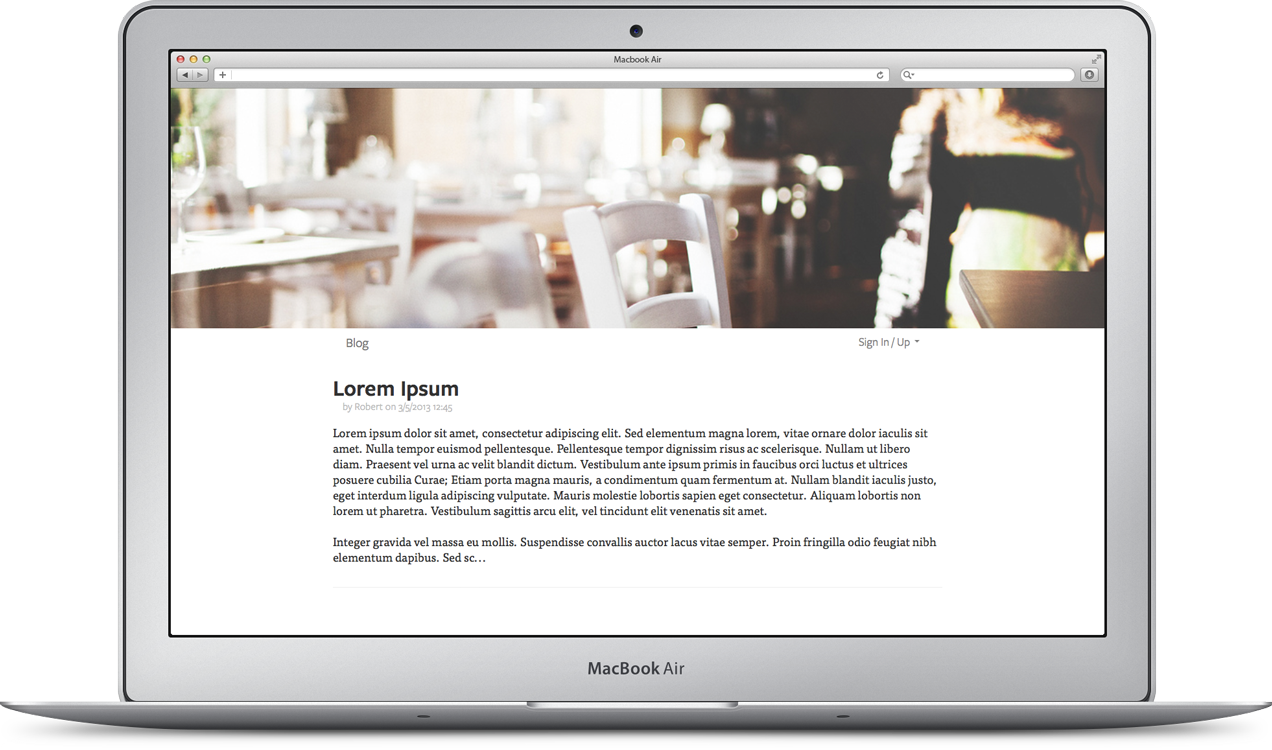 Macbook Air
Blog
Sign In / Up
Lorem Ipsum
by Robert on 3/5/2013 12:45
Lorem ipsum dolor sit amet, consectetur adipiscing elit. Sed elementum magna lorem, vitae ornare dolor iaculis sit
amet. Nulla tempor euismod pellentesque. Pellentesque tempor dignissim risus ac scelerisque. Nullam ut libero
diam. Praesent vel urna ac velit blandit dictum. Vestibulum ante ipsum primis in faucibus orci luctus et ultrices
posuere cubilia Curae; Etiam porta magna mauris, a condimentum quam fermentum at. Nullam blandit iaculis justo,
eget interdum ligula adipiscing vulputate. Mauris molestie lobortis sapien eget consectetur. Aliquam lobortis non
lorem ut pharetra. Vestibulum sagittis arcu elit, vel tincidunt elit venenatis sit amet.
Integer gravida vel massa eu mollis. Suspendisse convallis auctor lacus vitae semper. Proin fringilla odio feugiat nibh
elementum dapibus. Sed sc...
MacBook Air